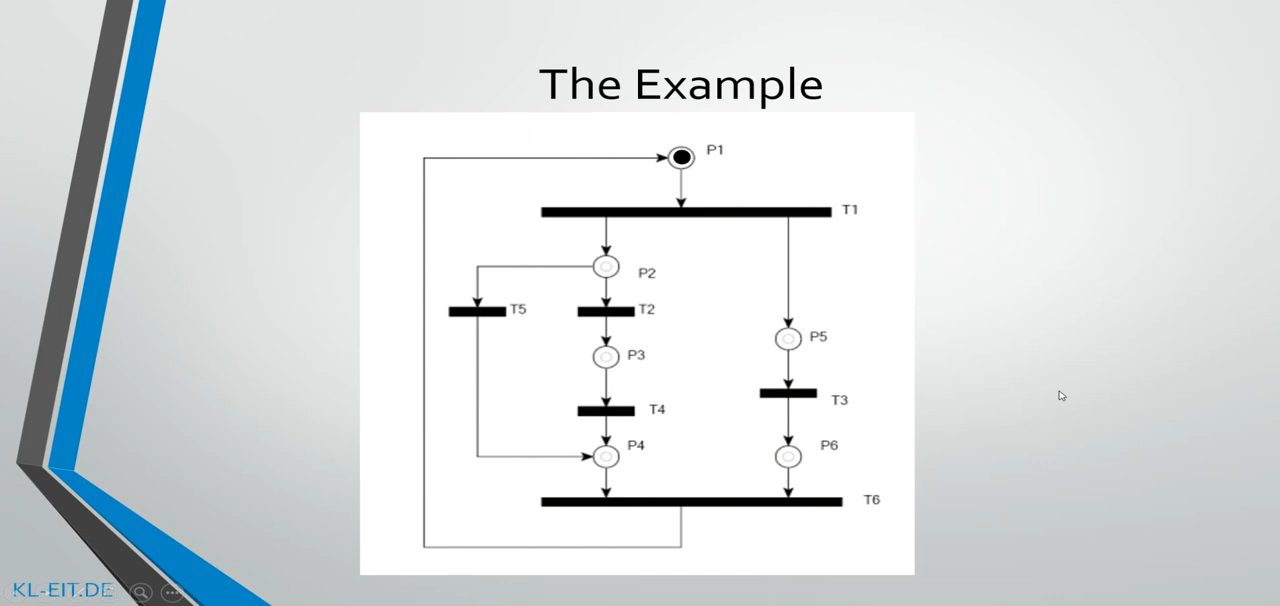 The Example
P1
T1
P2
T5
T2
P5
P3
T3
T4
P4
P6
T6
KL-EIT.DE